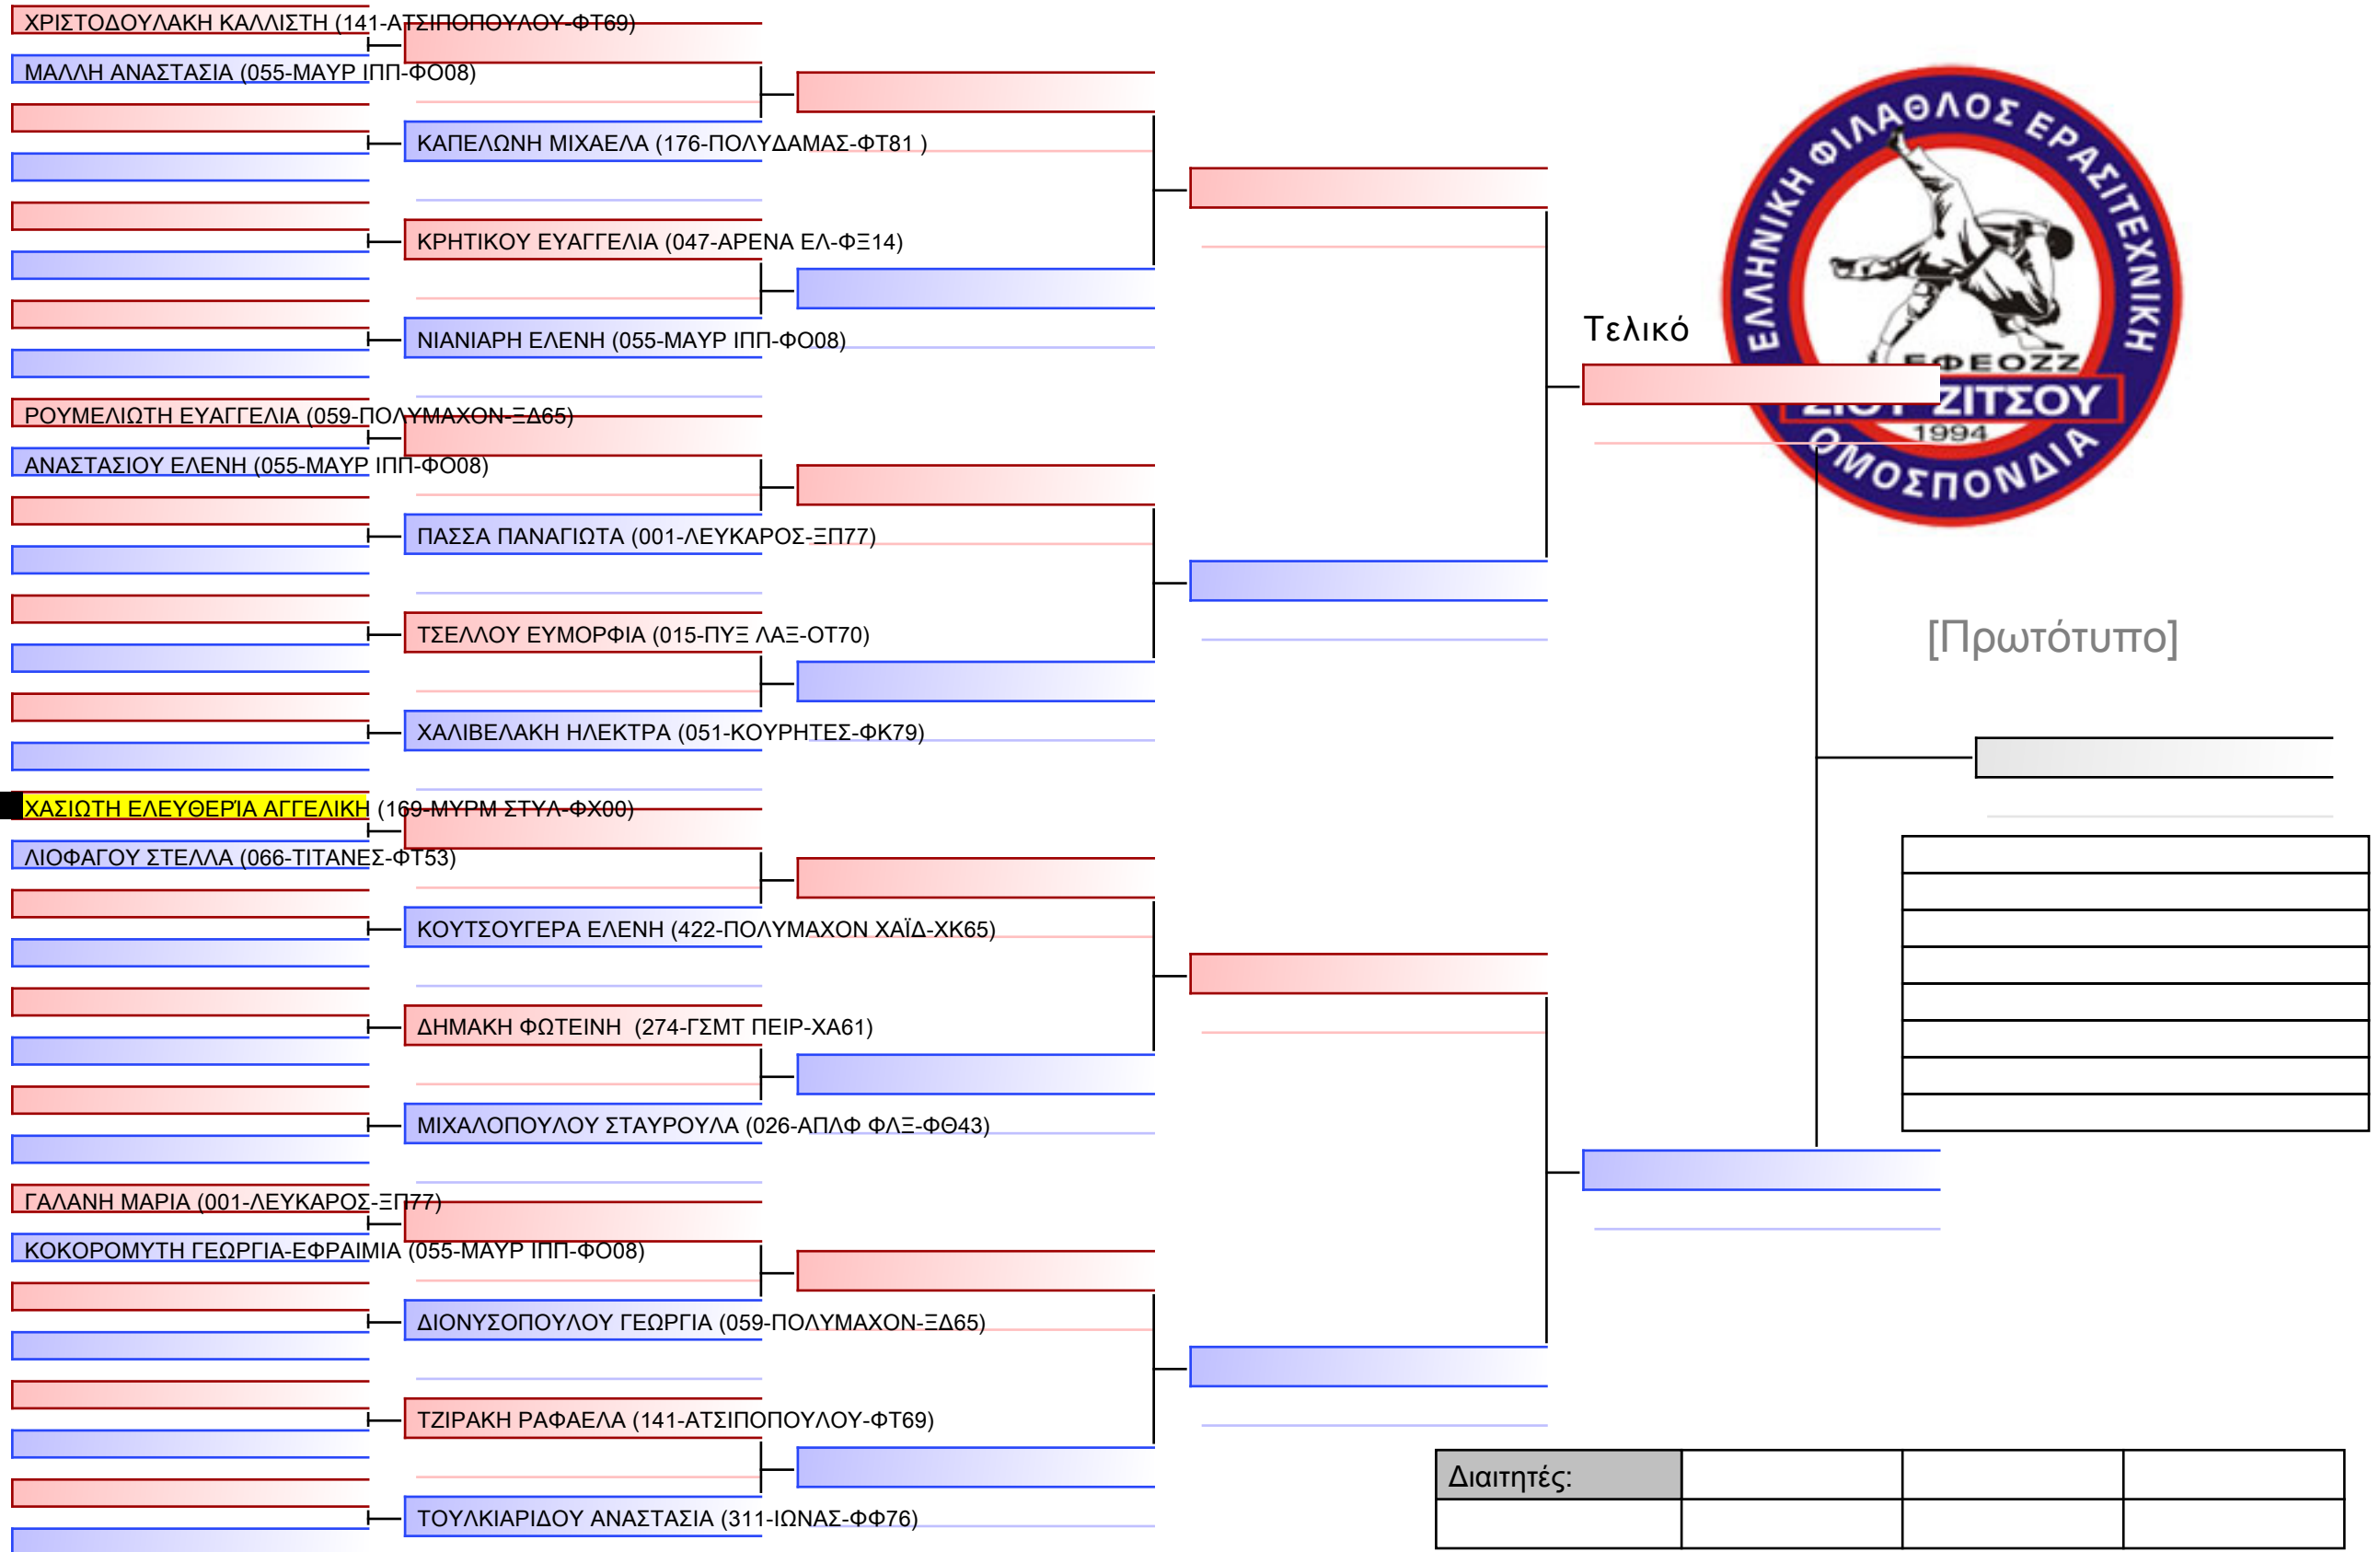 ΧΡΙΣΤΟΔΟΥΛΑΚΗ ΚΑΛΛΙΣΤΗ (141-ΑΤΣΙΠΟΠΟΥΛΟΥ-ΦΤ69)
ΜΑΛΛΗ ΑΝΑΣΤΑΣΙΑ (055-ΜΑΥΡ ΙΠΠ-ΦΟ08)
ΚΑΠΕΛΩΝΗ ΜΙΧΑΕΛΑ (176-ΠΟΛΥΔΑΜΑΣ-ΦΤ81 )
ΚΡΗΤΙΚΟΥ ΕΥΑΓΓΕΛΙΑ (047-ΑΡΕΝΑ ΕΛ-ΦΞ14)
ΝΙΑΝΙΑΡΗ ΕΛΕΝΗ (055-ΜΑΥΡ ΙΠΠ-ΦΟ08)
ΡΟΥΜΕΛΙΩΤΗ ΕΥΑΓΓΕΛΙΑ (059-ΠΟΛΥΜΑΧΟΝ-ΞΔ65)
ΑΝΑΣΤΑΣΙΟΥ ΕΛΕΝΗ (055-ΜΑΥΡ ΙΠΠ-ΦΟ08)
ΠΑΣΣΑ ΠΑΝΑΓΙΩΤΑ (001-ΛΕΥΚΑΡΟΣ-ΞΠ77)
ΤΣΕΛΛΟΥ ΕΥΜΟΡΦΙΑ (015-ΠΥΞ ΛΑΞ-ΟΤ70)
ΧΑΛΙΒΕΛΑΚΗ ΗΛΕΚΤΡΑ (051-ΚΟΥΡΗΤΕΣ-ΦΚ79)
ΧΑΣΙΩΤΗ ΕΛΕΥΘΕΡΊΑ ΑΓΓΕΛΙΚΗ (169-ΜΥΡΜ ΣΤΥΛ-ΦΧ00)
ΛΙΟΦΑΓΟΥ ΣΤΕΛΛΑ (066-ΤΙΤΑΝΕΣ-ΦΤ53)
ΚΟΥΤΣΟΥΓΕΡΑ ΕΛΕΝΗ (422-ΠΟΛΥΜΑΧΟΝ ΧΑΪΔ-ΧΚ65)
ΔΗΜΑΚΗ ΦΩΤΕΙΝΗ  (274-ΓΣΜΤ ΠΕΙΡ-ΧΑ61)
ΜΙΧΑΛΟΠΟΥΛΟΥ ΣΤΑΥΡΟΥΛΑ (026-ΑΠΛΦ ΦΛΞ-ΦΘ43)
ΓΑΛΑΝΗ ΜΑΡΙΑ (001-ΛΕΥΚΑΡΟΣ-ΞΠ77)
ΚΟΚΟΡΟΜΥΤΗ ΓΕΩΡΓΙΑ-ΕΦΡΑΙΜΙΑ (055-ΜΑΥΡ ΙΠΠ-ΦΟ08)
ΔΙΟΝΥΣΟΠΟΥΛΟΥ ΓΕΩΡΓΙΑ (059-ΠΟΛΥΜΑΧΟΝ-ΞΔ65)
ΤΖΙΡΑΚΗ ΡΑΦΑΕΛΑ (141-ΑΤΣΙΠΟΠΟΥΛΟΥ-ΦΤ69)
ΤΟΥΛΚΙΑΡΙΔΟΥ ΑΝΑΣΤΑΣΙΑ (311-ΙΩΝΑΣ-ΦΦ76)
Τελικό
ΕΛΛΗΝΙΚΗ ΦΙΛΑΘΛΟΣ ΕΡΑΣΙΤΕΧΝΙΚΗ
ΕΦΕΟΖΖ
ΖΙΤΣΟΥ
1994
ΟΜΟΣΠΟΝΔΙΑ
[Πρωτότυπο]
Διαιτητές: